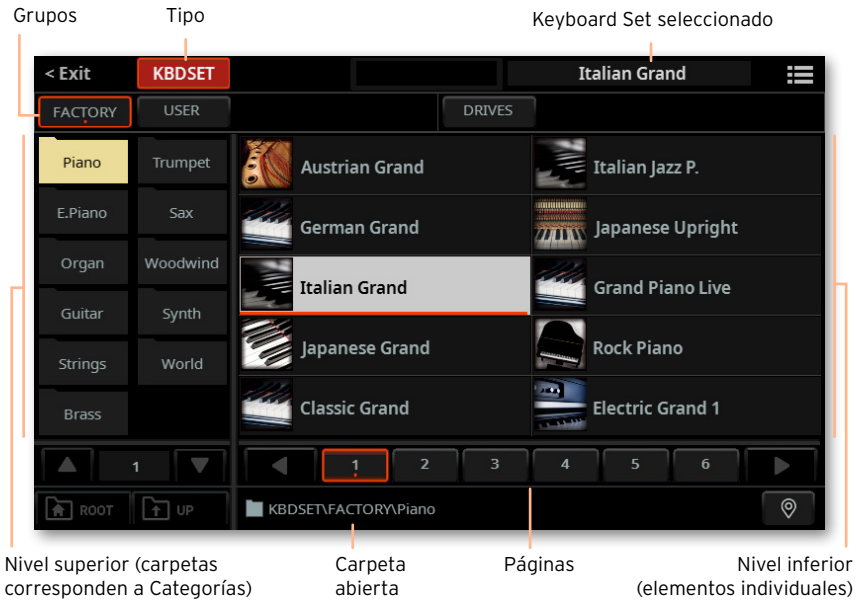 Grupos
Tipo
Keyboard Set seleccionado
< Exit
KBDSET
Italian Grand
FACTORY
USER
DRIVES
Piano
Trumpet
E.Piano
Sax
Organ
Woodwind
Guitar
Synth
Strings
World
Brass
Austrian Grand
Italian Jazz P.
German Grand
Japanese Upright
Italian Grand
Grand Piano Live
Japanese Grand
Rock Piano
Classic Grand
Electric Grand 1
1
1
2
3
4
5
6
ROOT
UP
KBDSET\FACTORY\Piano
Nivel superior (carpetas
corresponden a Categorías)
Carpeta
abierta
Páginas
Nivel inferior
(elementos individuales)